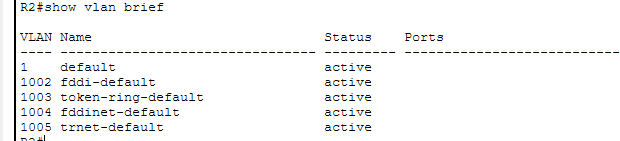 R2#show vlan brief
VLAN Name                             Status    Ports
---- -------------------------------- --------- -------------------------------
1    default                          active
1002 fddi-default                     active
1003 token-ring-default               active
1004 fddinet-default                  active
1005 trnet-default                    active
R2#